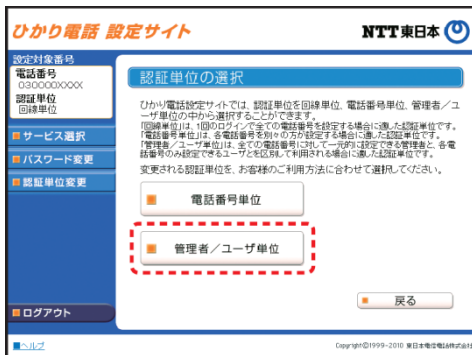 ひかり電話 設定サイト
NTT東日本
設定対象番号
電話番号
030000XXXX
認証単位
回線単位
サービス選択
パスワード変更
認証単位変更
ログアウト
認証単位の選択
ひかり電話設定サイトでは、認証単位を回線単位、電話番号単位、管理者/ユ
ーザ単位の中から選択することができます。
「回線単位」は、1回のログインで全ての電話番号を設定する場合に適した認証単位です。
「電話番号単位」は、各電話番号を別々の方が設定する場合に適した認証単位です。
「管理者/ユーザ単位」は、全ての電話番号に対して一元的に設定できる管理者と、各電
話番号のみ設定できるユーザとを区別して利用される場合に適した認証単位です。
変更される認証単位を、お客様のご利用方法に合わせて選択してください。
電話番号単位
管理者/ユーザ単位
戻る
ヘルプ
Copyright©1999-2010 東日本電信電話株式会社